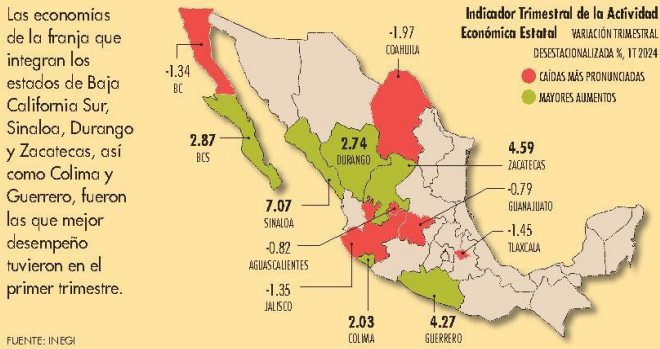 Las economías
de la franja que
integran los
estados de Baja
California Sur,
Sinaloa, Durango
y Zacatecas, así
como Colima y
Guerrero, fueron
las que mejor
desempeño
tuvieron en el
primer trimestre.
FUENTE: INEGI
Indicador Trimestral de la Actividad
Económica Estatal VARIACIÓN TRIMESTRAL
DESESTACIONALIZADA %, 1T 2024
CAÍDAS MÁS PRONUNCIADAS
MAYORES AUMENTOS
-1.97
COAHUILA
-1.34
BC
2.87
BCS
2.74
DURANGO
4.59
ZACATECAS
7.07
SINALOA
-0.79
GUANAJUATO
-0.82
AGUASCALIENTES
-1.45
TLAXCALA
-1.35
JALISCO
2.03
COLIMA
4.27
GUERRERO